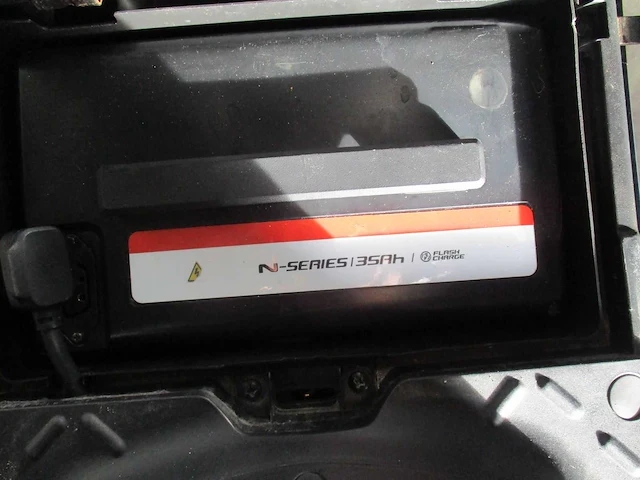 N-SERIES | 35Ah | FLASH
CHARGE